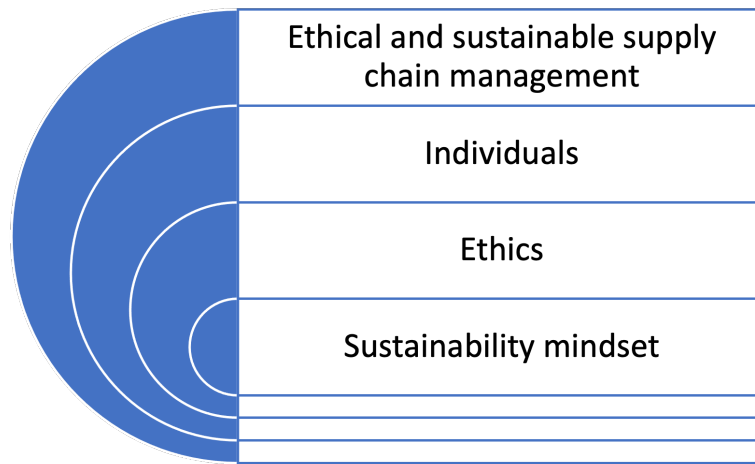 Ethical and sustainable supply
chain management
Individuals
Ethics
Sustainability mindset